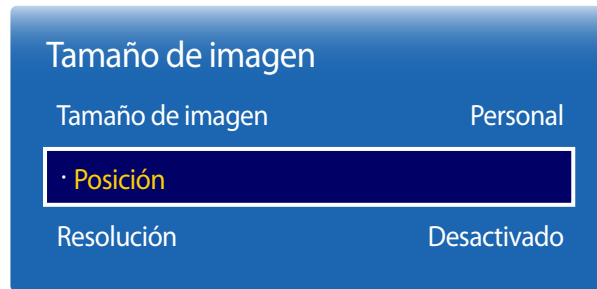 Tamaño de imagen
Tamaño de imagen Personal
· Posición
Resolución Desactivado